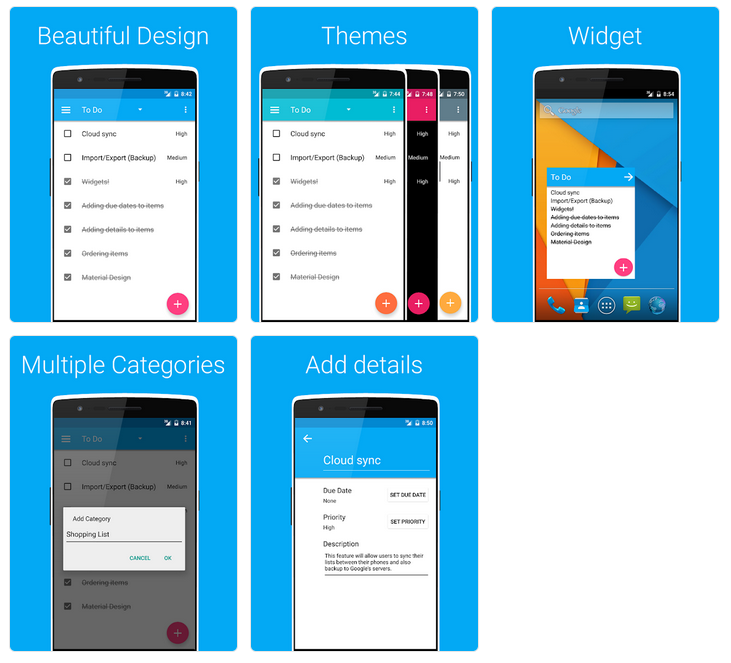 Beautiful Design
8:42
To Do
Cloud sync High
Import/Export (Backup) Medium
Widgets! High
Adding due dates to items
Adding details to items
Ordering items
Material Design
Themes
7:44 7:48 7:50
To Do
Cloud sync High High High
Import/Export (Backup) Medium Medium Medium
Widgets! High High High
Adding due dates to items
Adding details to items
Ordering items
Material Design
Widget
8:54
Google
To Do
Cloud sync
Import/Export (Backup)
Widgets!
Adding due dates to items
Adding details to items
Ordering items
Material Design
Multiple Categories
8:41
To Do
Cloud sync High
Import/Export (Backup) Medium
Add Category
Shopping List
CANCEL OK
Ordering items
Material Design
Add details
8:50
Cloud sync
Due Date
None
SET DUE DATE
Priority
High
SET PRIORITY
Description
This feature will allow users to sync their
lists between their phones and also
backup to Google's servers.